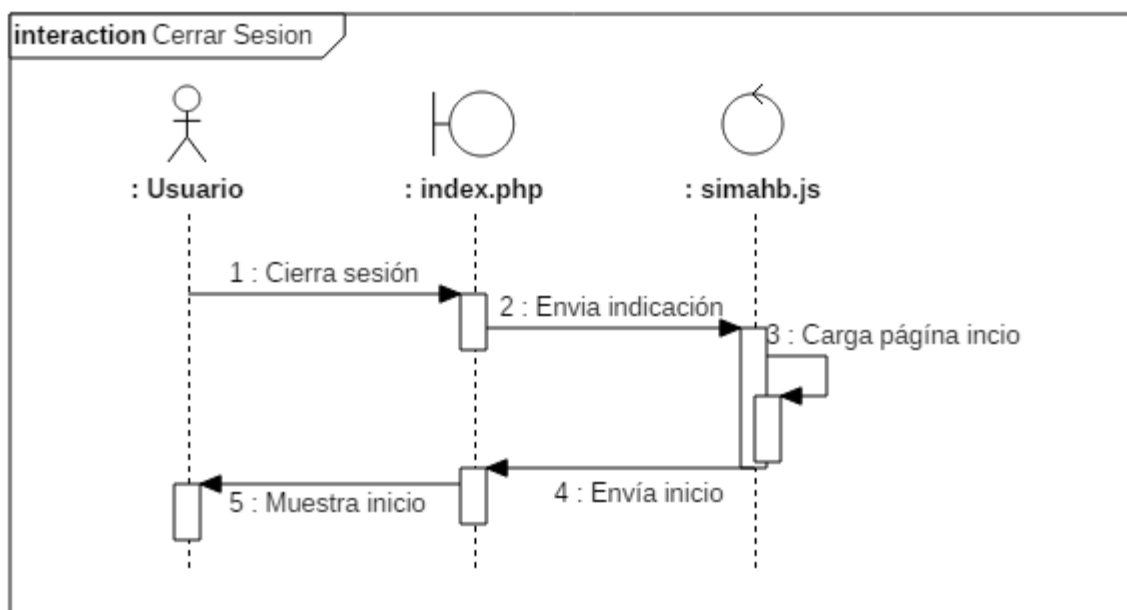 interaction Cerrar Sesion
: Usuario
: index.php
: simahb.js
1 : Cierra sesión
2 : Envia indicación
3 : Carga págína incio
4 : Envía inicio
5 : Muestra inicio